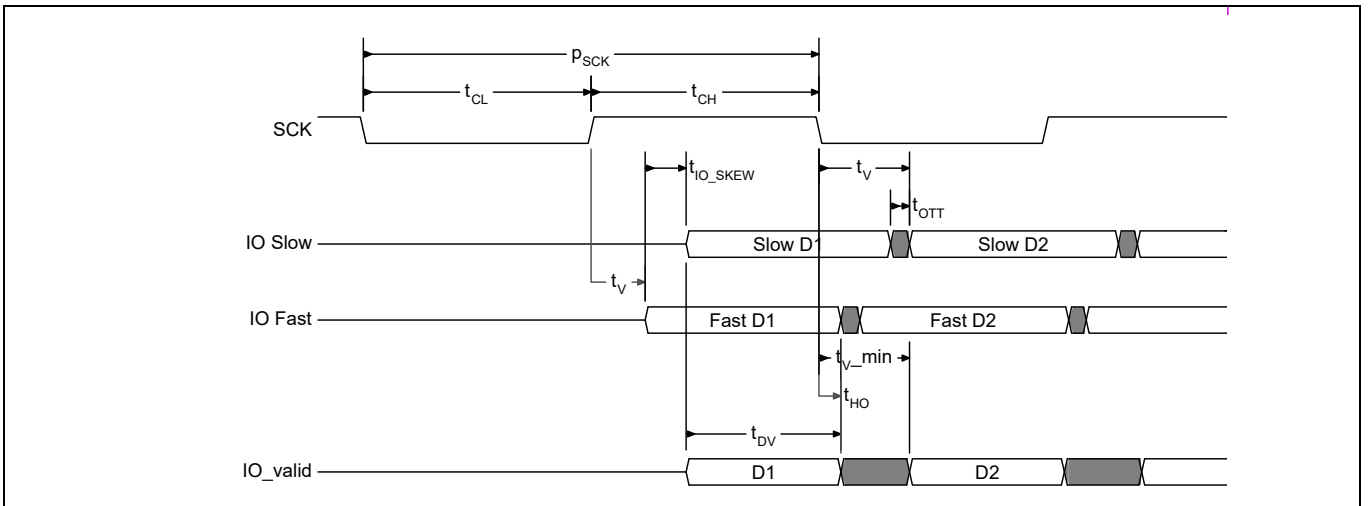 pSCK
tCL tCH
SCK
tIO_SKEW tV
tOTT
IO Slow Slow D1 Slow D2
tV
IO Fast Fast D1 Fast D2
tV_min
tHO
tDV
IO_valid D1 D2